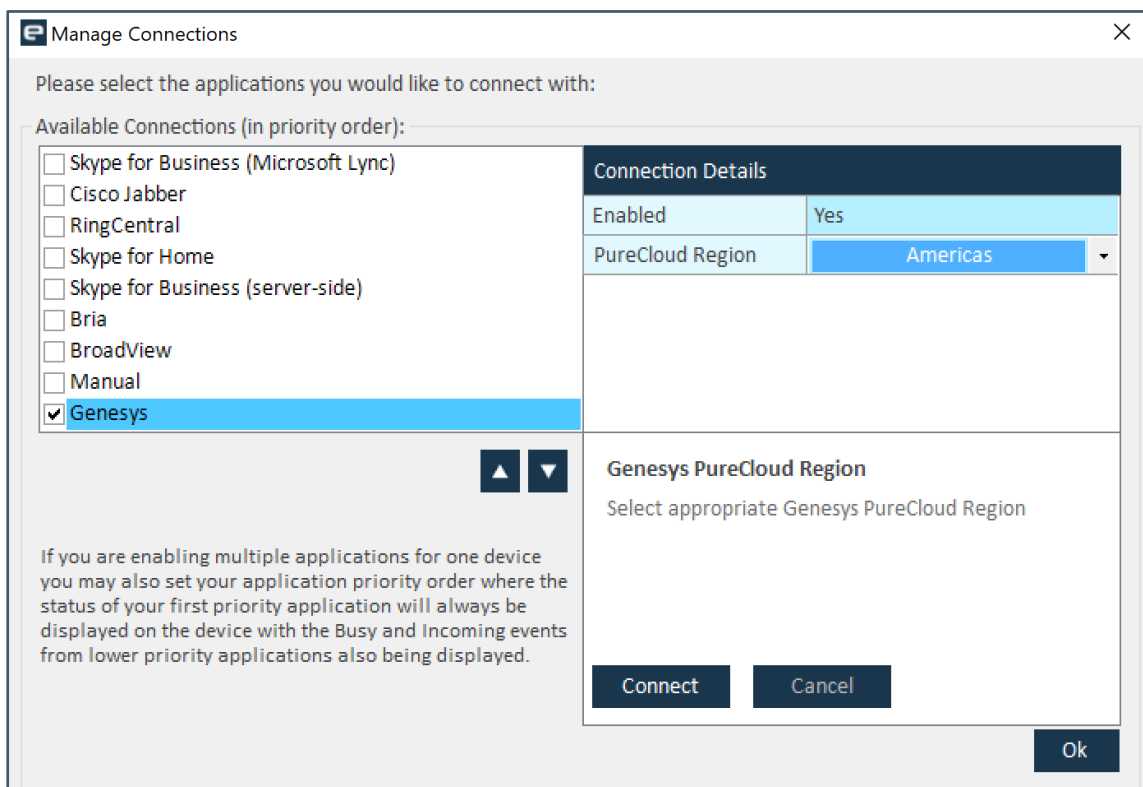 Manage Connections
Please select the applications you would like to connect with:
Available Connections (in priority order):
Skype for Business (Microsoft Lync)
Cisco Jabber
RingCentral
Skype for Home
Skype for Business (server-side)
Bria
BroadView
Manual
Genesys
Connection Details
Enabled Yes
PureCloud Region Americas
Genesys PureCloud Region
Select appropriate Genesys PureCloud Region
If you are enabling multiple applications for one device
you may also set your application priority order where the
status of your first priority application will always be
displayed on the device with the Busy and Incoming events
from lower priority applications also being displayed.
Connect Cancel
Ok